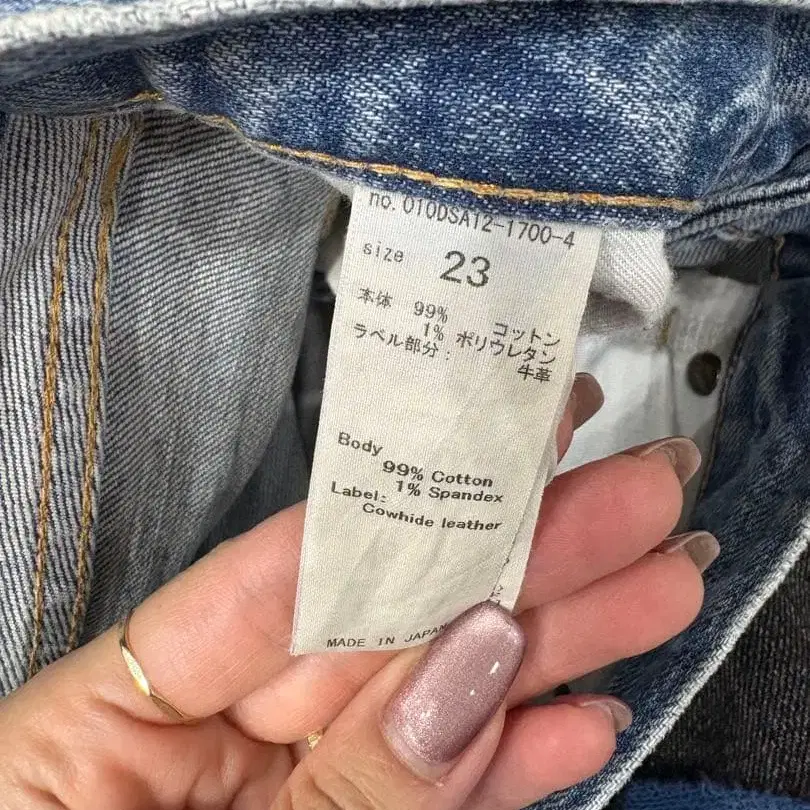 no. 010DSA12-1700-4
size 23
本体 99% コットン
1% ポリウレタン
ラベル部分: 牛革
Body
99% Cotton
1% Spandex
Label:
Cowhide leather
MADE IN JAPAN